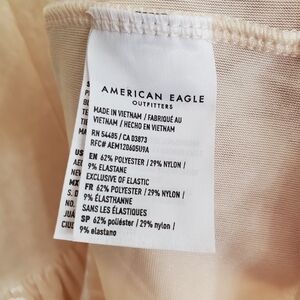 AMERICAN EAGLE
OUTFITTERS
MADE IN VIETNAM / FABRIQUÉ AU
VIETNAM / HECHO EN VIETNAM
RN 54485 / CA 03873
RFC# AEM120605U9A
EN 62% POLYESTER / 29% NYLON /
9% ELASTANE
EXCLUSIVE OF ELASTIC
FR 62% POLYESTER / 29% NYLON /
9% ÉLASTHANNE
SANS LES ÉLASTIQUES
SP 62% poliéster / 29% nylon /
9% elastano
US
MX